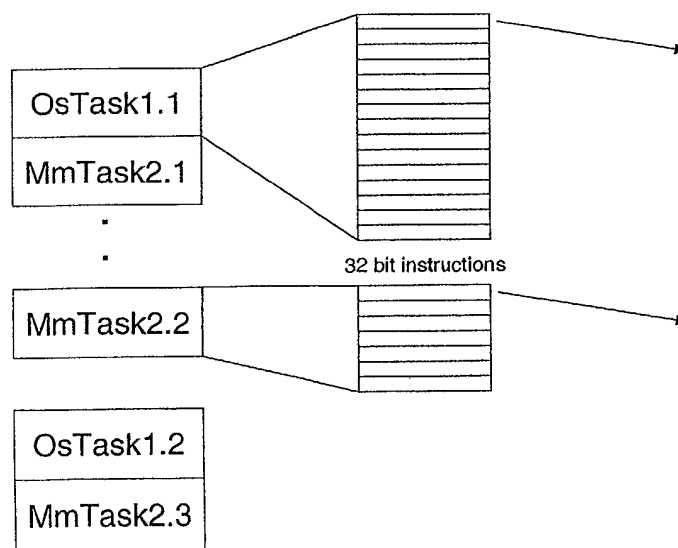 OsTask1.1
MmTask2.1
32 bit instructions
MmTask2.2
OsTask1.2
MmTask2.3